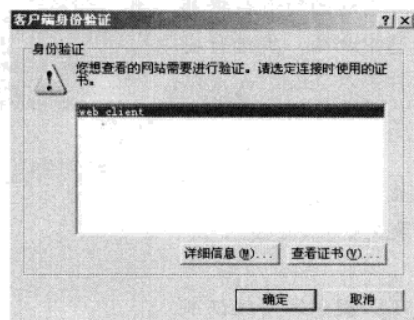 客户端身份验证
身份验证
您想查看的网站需要进行验证。请选定连接时使用的证
书。
web client
详细信息(M)... 查看证书(V)...
确定 取消